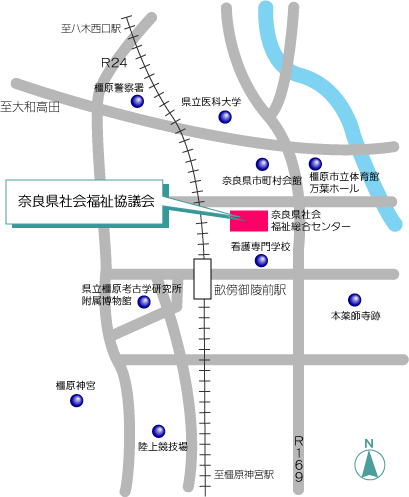 至八木西口駅
R24
橿原警察署
県立医科大学
至大和高田
奈良県市町村会館
橿原市立体育館
万葉ホール
奈良県社会福祉協議会
奈良県社会
福祉総合センター
看護専門学校
県立橿原考古学研究所
附属博物館
畝傍御陵前駅
本薬師寺跡
橿原神宮
陸上競技場
至橿原神宮駅
R169
N